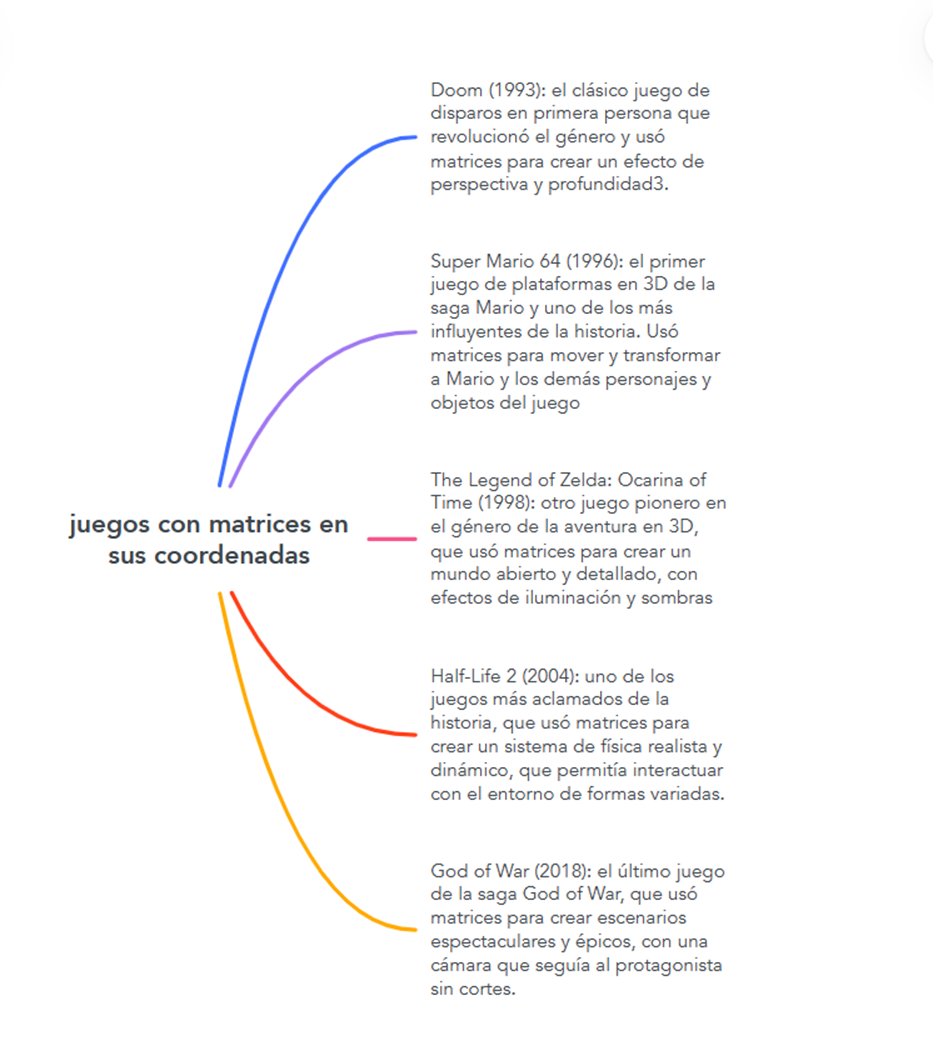 Doom (1993): el clásico juego de
disparos en primera persona que
revolucionó el género y usó
matrices para crear un efecto de
perspectiva y profundidad3.
Super Mario 64 (1996): el primer
juego de plataformas en 3D de la
saga Mario y uno de los más
influyentes de la historia. Usó
matrices para mover y transformar
a Mario y los demás personajes y
objetos del juego
The Legend of Zelda: Ocarina of
Time (1998): otro juego pionero en
el género de la aventura en 3D,
que usó matrices para crear un
mundo abierto y detallado, con
efectos de iluminación y sombras
juegos con matrices en
sus coordenadas
Half-Life 2 (2004): uno de los
juegos más aclamados de la
historia, que usó matrices para
crear un sistema de física realista y
dinámico, que permitía interactuar
con el entorno de formas variadas.
God of War (2018): el último juego
de la saga God of War, que usó
matrices para crear escenarios
espectaculares y épicos, con una
cámara que seguía al protagonista
sin cortes.